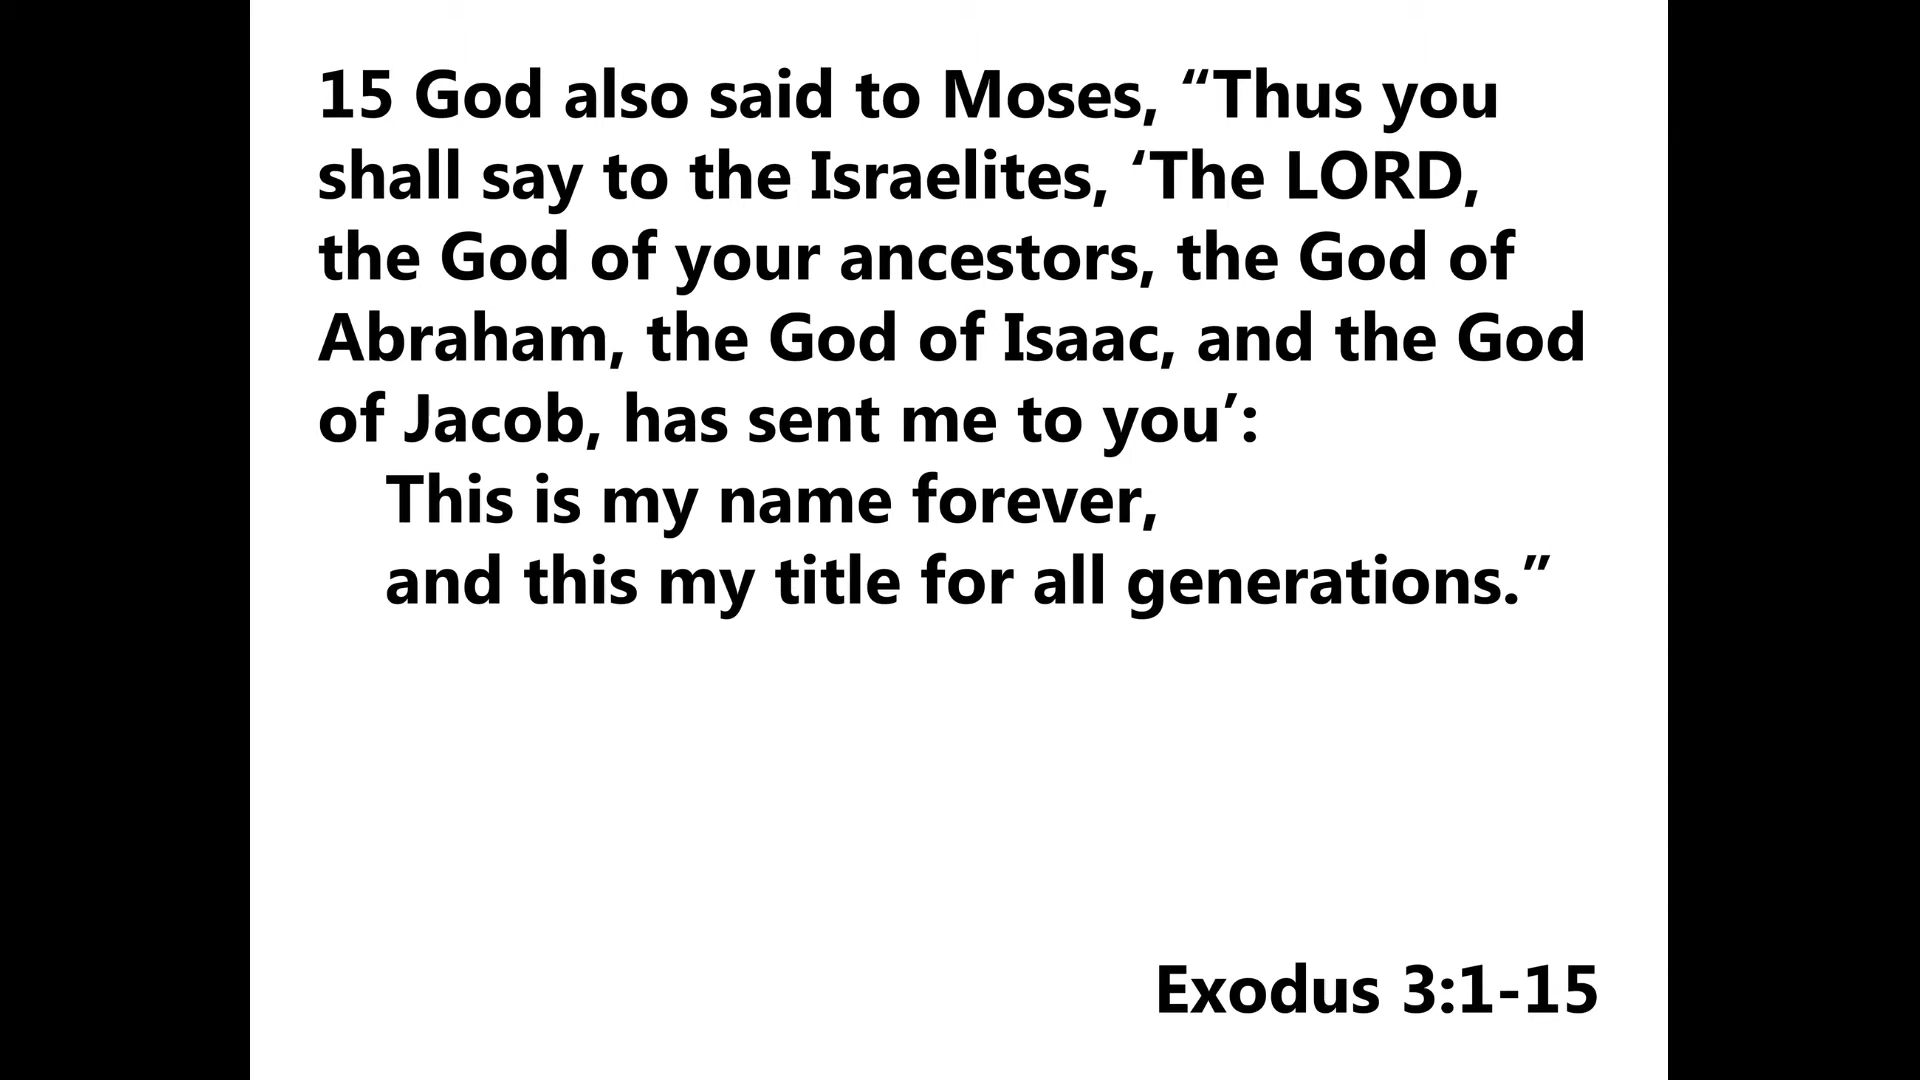 15 God also said to Moses, “Thus you
shall say to the Israelites, ‘The LORD,
the God of your ancestors, the God of
Abraham, the God of Isaac, and the God
of Jacob, has sent me to you’:
This is my name forever,
and this my title for all generations.”
Exodus 3:1-15